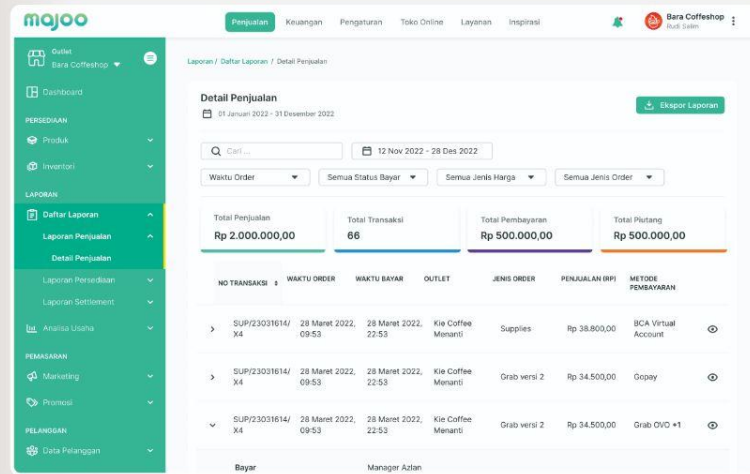 majoo
Penjualan Keuangan Pengaturan Toko Online Layanan Inspirasi
Bara Coffeshop
Rudi Salim
Outlet
Bara Coffeshop
Dashboard
PERSEDIAAN
Produk
Inventori
LAPORAN
Daftar Laporan
Laporan Penjualan
Detail Penjualan
Laporan Persediaan
Laporan Settlement
Analisa Usaha
PEMASARAN
Marketing
Promosi
PELANGGAN
Data Pelanggan
Laporan / Daftar Laporan / Detail Penjualan
Detail Penjualan
01 Januari 2022 - 31 Desember 2022
Ekspor Laporan
Cari ...
12 Nov 2022 - 28 Des 2022
Waktu Order Semua Status Bayar Semua Jenis Harga Semua Jenis Order
Total Penjualan Total Transaksi Total Pembayaran Total Piutang
Rp 2.000.000,00 66 Rp 500.000,00 Rp 500.000,00
NO TRANSAKSI WAKTU ORDER WAKTU BAYAR OUTLET JENIS ORDER PENJUALAN (RP) METODE
PEMBAYARAN
SUP/23031614/ 28 Maret 2022, 28 Maret 2022, Kie Coffee Supplies Rp 38.800,00 BCA Virtual
X4 09:53 22:53 Menanti Account
SUP/23031614/ 28 Maret 2022, 28 Maret 2022, Kie Coffee Grab versi 2 Rp 34.500,00 Gopay
X4 09:53 22:53 Menanti
SUP/23031614/ 28 Maret 2022, 28 Maret 2022, Kie Coffee Grab versi 2 Rp 34.500,00 Grab OVO +1
X4 09:53 22:53 Menanti
Bayar Manager Azlan